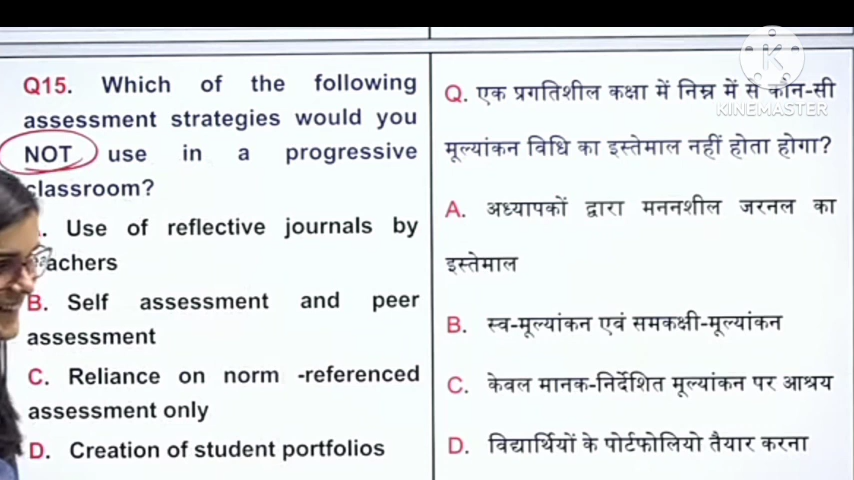 KINEMASTER
Q15. Which of the following
assessment strategies would you
NOT use in a progressive
classroom?
. Use of reflective journals by
achers
B. Self assessment and peer
assessment
C. Reliance on norm -referenced
assessment only
D. Creation of student portfolios
Q. एक प्रगतिशील कक्षा में निम्न में से कौन-सी
मूल्यांकन विधि का इस्तेमाल नहीं होता होगा?
A. अध्यापकों द्वारा मननशील जरनल का
इस्तेमाल
B. स्व-मूल्यांकन एवं समकक्षी-मूल्यांकन
C. केवल मानक-निर्देशित मूल्यांकन पर आश्रय
D. विद्यार्थियों के पोर्टफोलियो तैयार करना